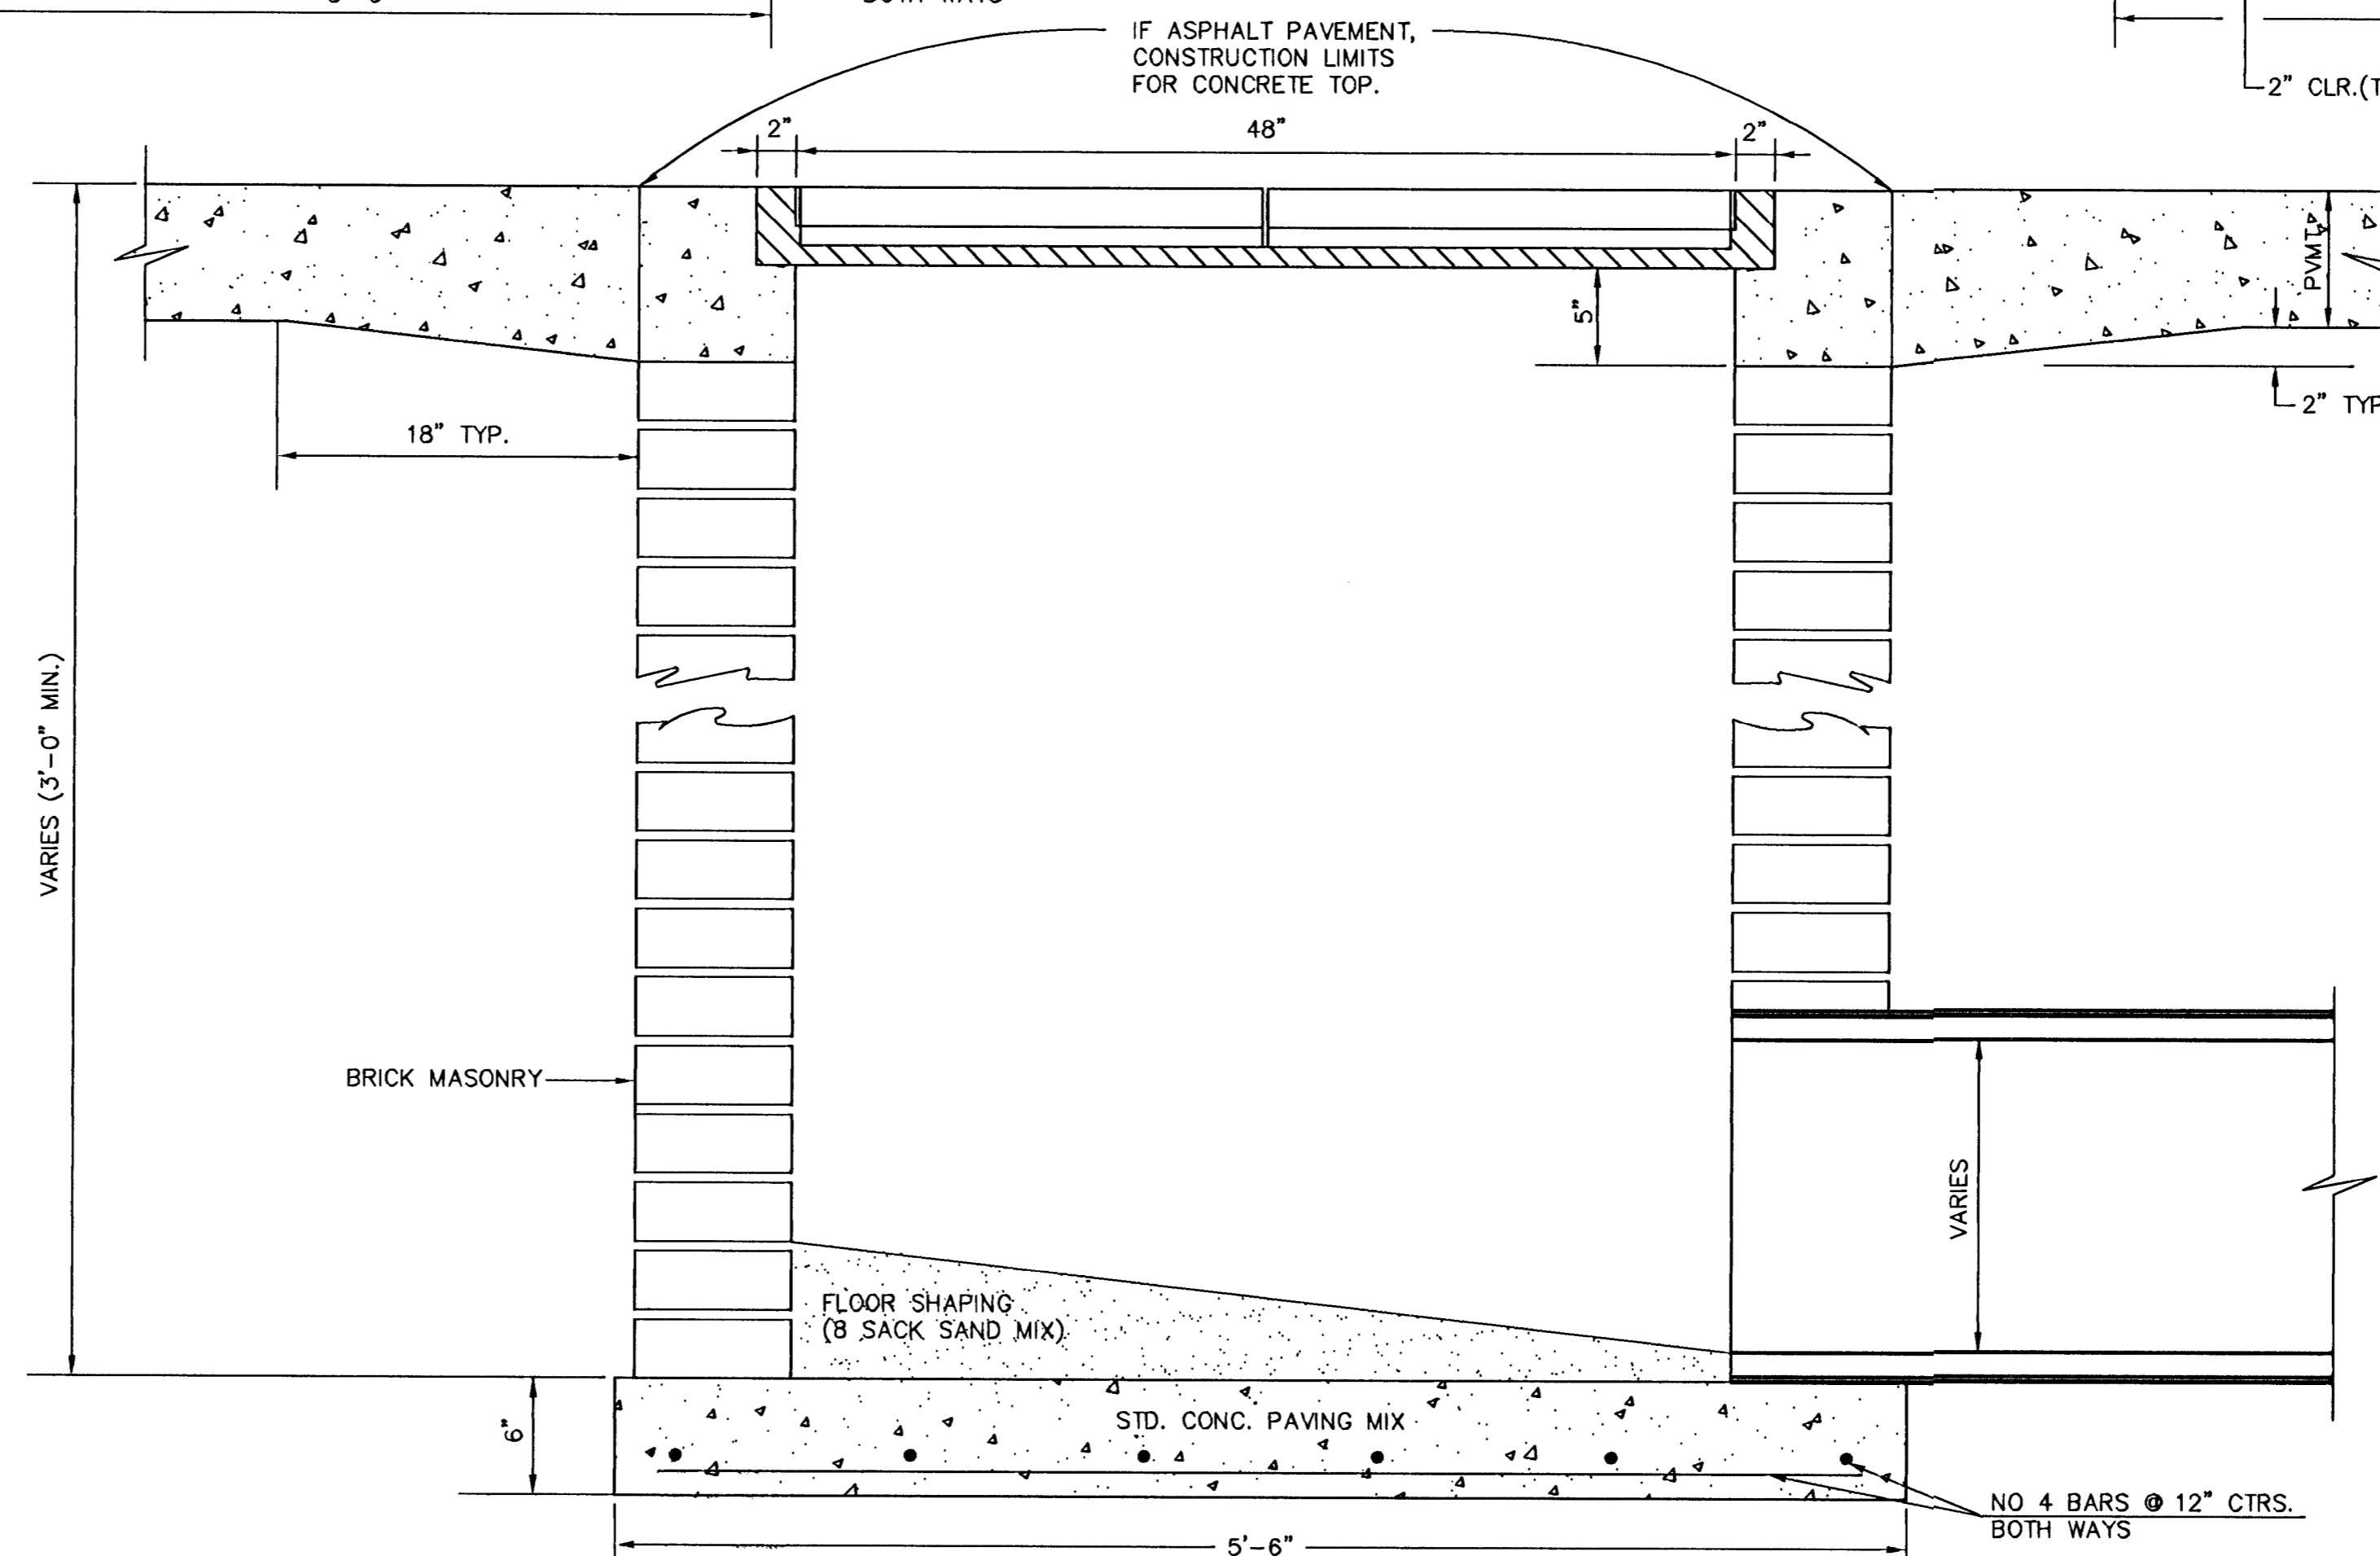 IF ASPHALT PAVEMENT,
CONSTRUCTION LIMITS
FOR CONCRETE TOP.
2" CLR.(T
2"
48"
2"
PVMT.
5"
2" TYP
18" TYP.
VARIES (3'-0" MIN.)
BRICK MASONRY
VARIES
FLOOR SHAPING
(8 SACK SAND MIX)
STD. CONC. PAVING MIX
6"
NO 4 BARS @ 12" CTRS.
BOTH WAYS
5'-6"